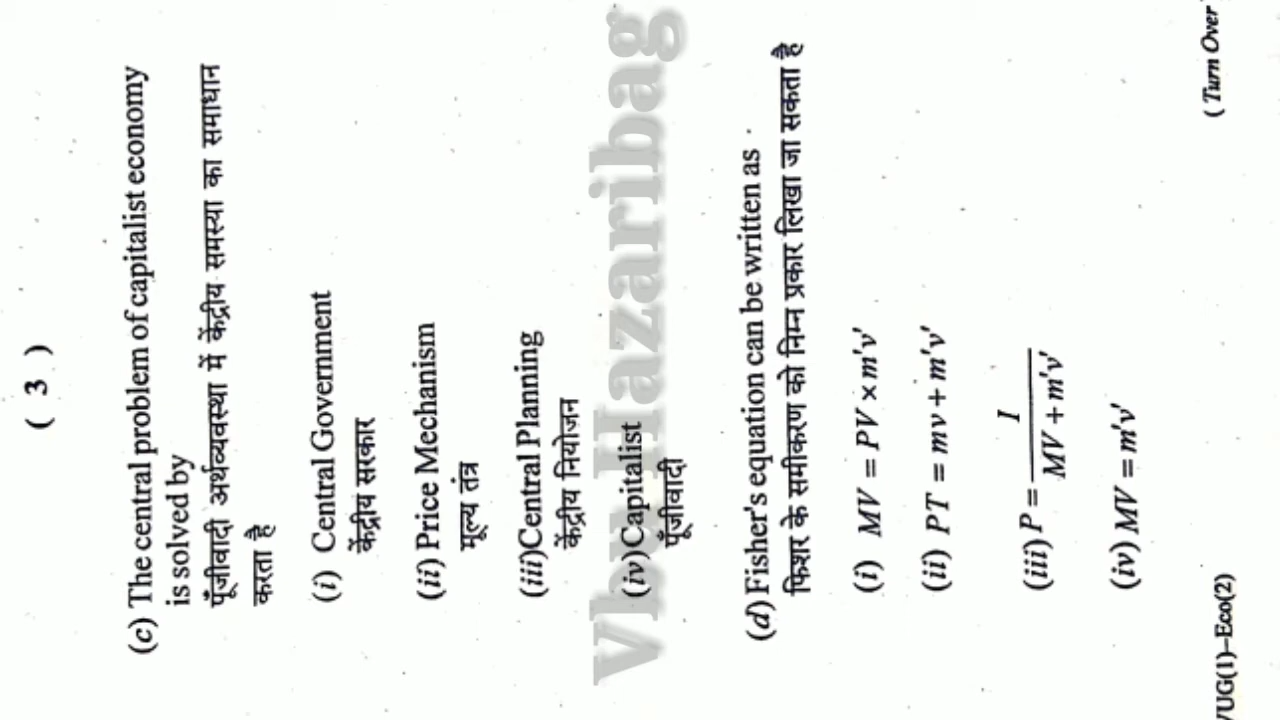 ( 3 )
(c) The central problem of capitalist economy
is solved by
पूँजीवादी अर्थव्यवस्था में केंद्रीय समस्या का समाधान
करता है
(i) Central Government
केंद्रीय सरकार
(ii) Price Mechanism
मूल्य तंत्र
(iii)Central Planning
केंद्रीय नियोजन
(iv)Capitalist
पूँजीवादी
Vbu Hazaribag
(d) Fisher's equation can be written as
फिशर के समीकरण को निम्न प्रकार लिखा जा सकता है
(i) MV = PV × m'v'
(ii) PT = mv + m'v'
(iii) P = I / MV + m'v'
(iv) MV = m'v'
VUG(1)–Eco(2)
( Turn Over